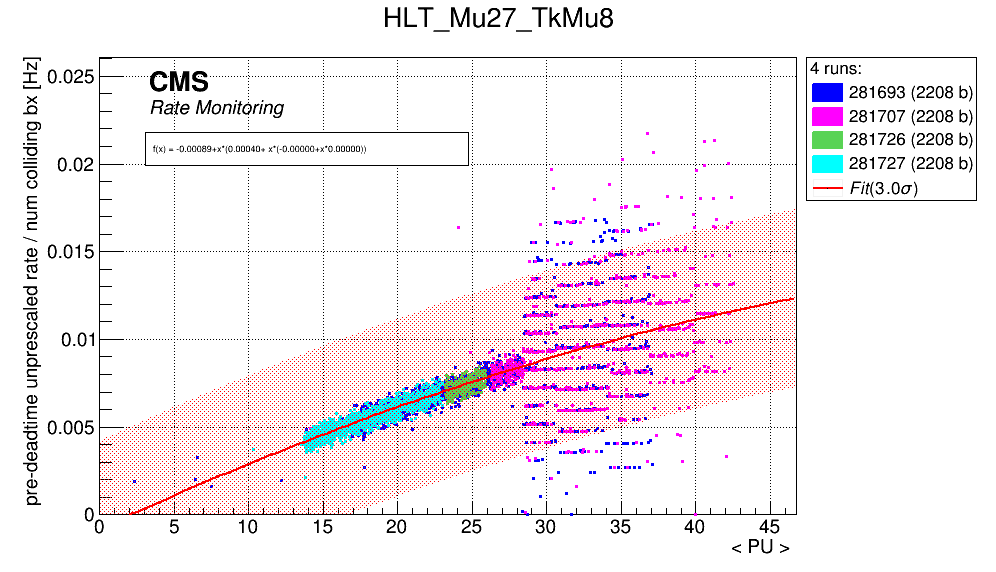 HLT_Mu27_TkMu8
pre-deadtime unprescaled rate / num colliding bx [Hz]
0.025
0.02
0.015
0.01
0.005
0
CMS
Rate Monitoring
f(x) = -0.00089+x*(0.00040+ x*(-0.00000+x*0.00000))
4 runs:
281693 (2208 b)
281707 (2208 b)
281726 (2208 b)
281727 (2208 b)
Fit(3.0σ)
0 5 10 15 20 25 30 35 40 45
< PU >